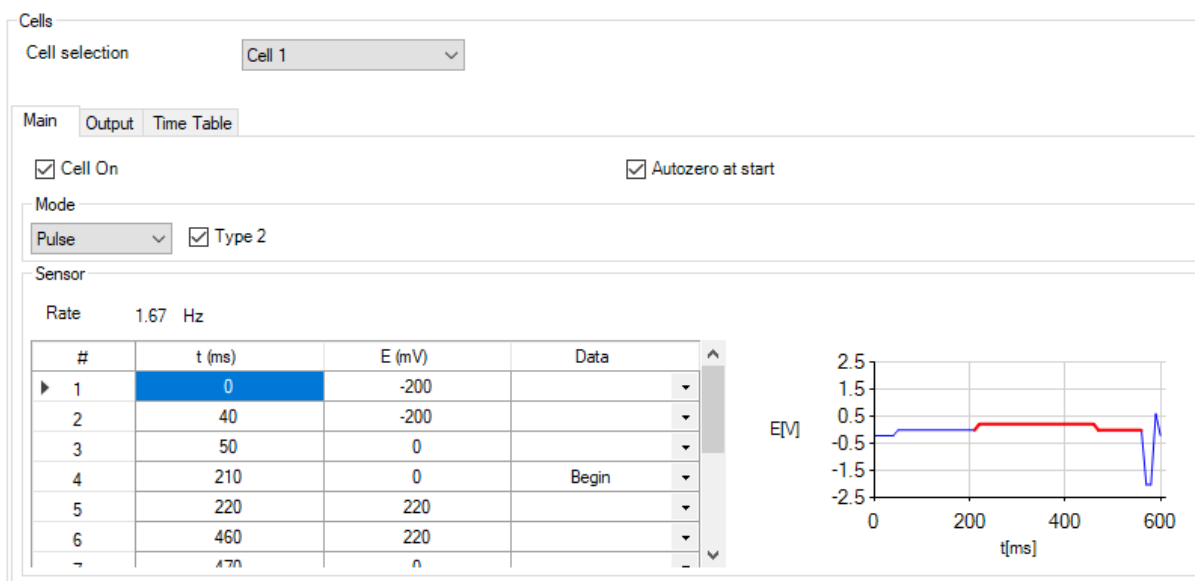 Cells
Cell selection Cell 1
Main Output Time Table
Cell On Autozero at start
Mode
Pulse Type 2
Sensor
Rate 1.67 Hz
# t (ms) E (mV) Data
1 0 -200
2 40 -200
3 50 0
4 210 0 Begin
5 220 220
6 460 220
7 470 0
2.5
1.5
0.5
E[V]
-0.5
-1.5
-2.5
0 200 400 600
t[ms]